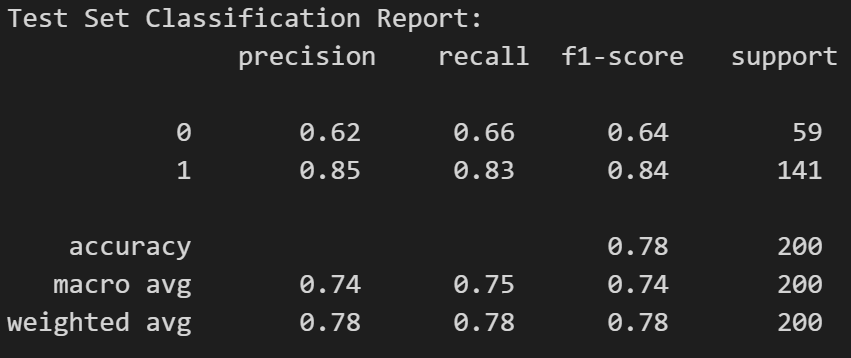 Test Set Classification Report:
precision recall f1-score support
0 0.62 0.66 0.64 59
1 0.85 0.83 0.84 141
accuracy 0.78 200
macro avg 0.74 0.75 0.74 200
weighted avg 0.78 0.78 0.78 200